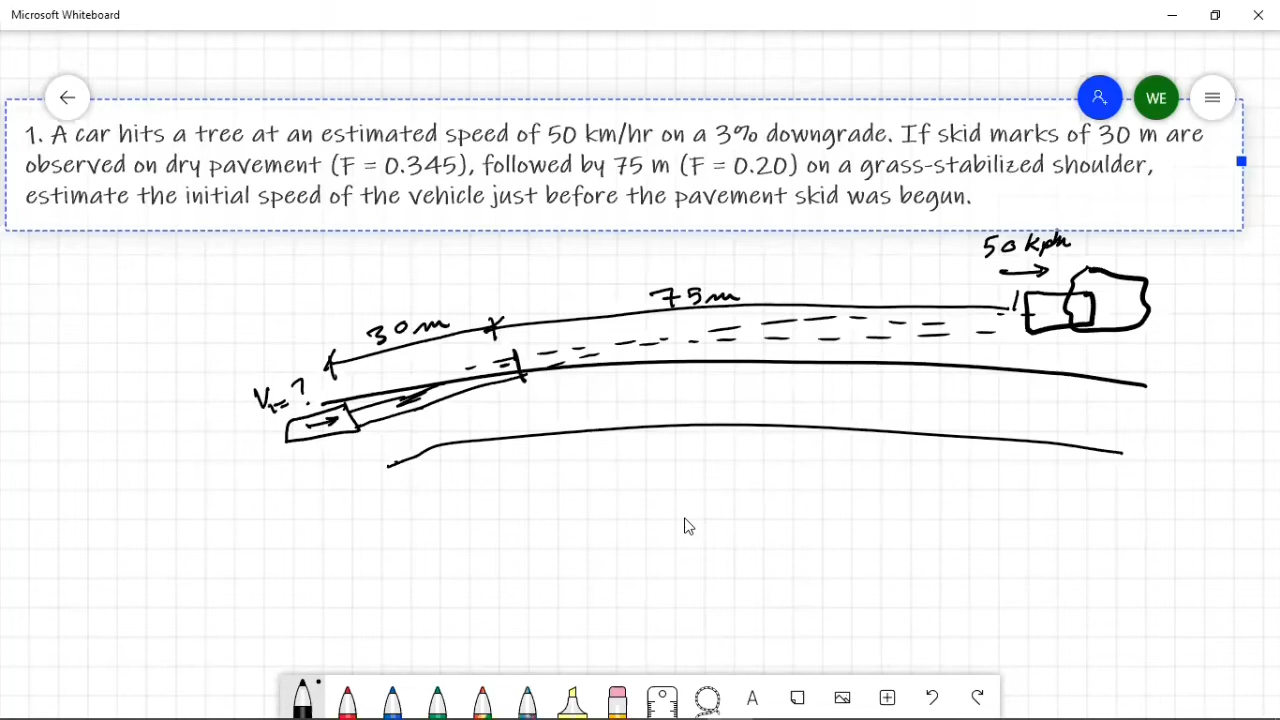 Microsoft Whiteboard
WE
1. A car hits a tree at an estimated speed of 50 km/hr on a 3% downgrade. If skid marks of 30 m are
observed on dry pavement (F = 0.345), followed by 75 m (F = 0.20) on a grass-stabilized shoulder,
estimate the initial speed of the vehicle just before the pavement skid was begun.
50 kph
75m
30m
V₁=?
A